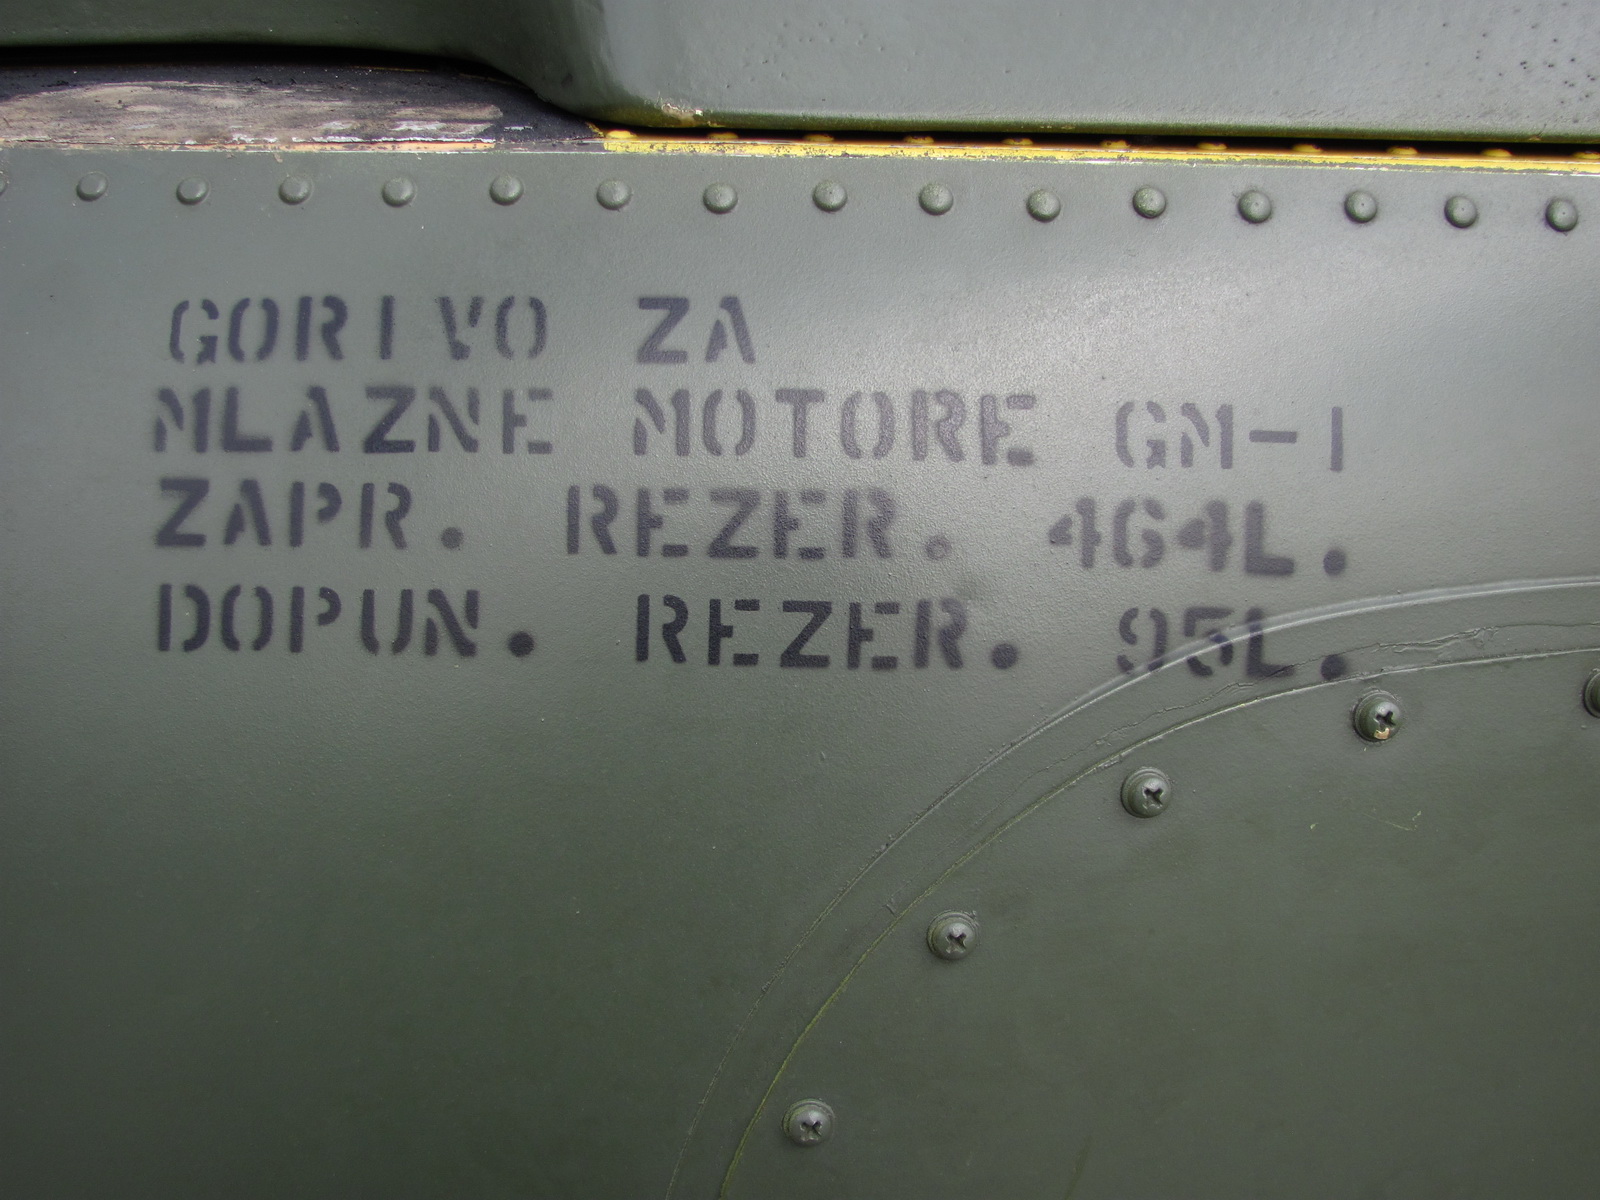 GORIVO ZA
MLAZNE MOTORE GM-1
ZAPR. REZER. 464L.
DOPUN. REZER. 95L.